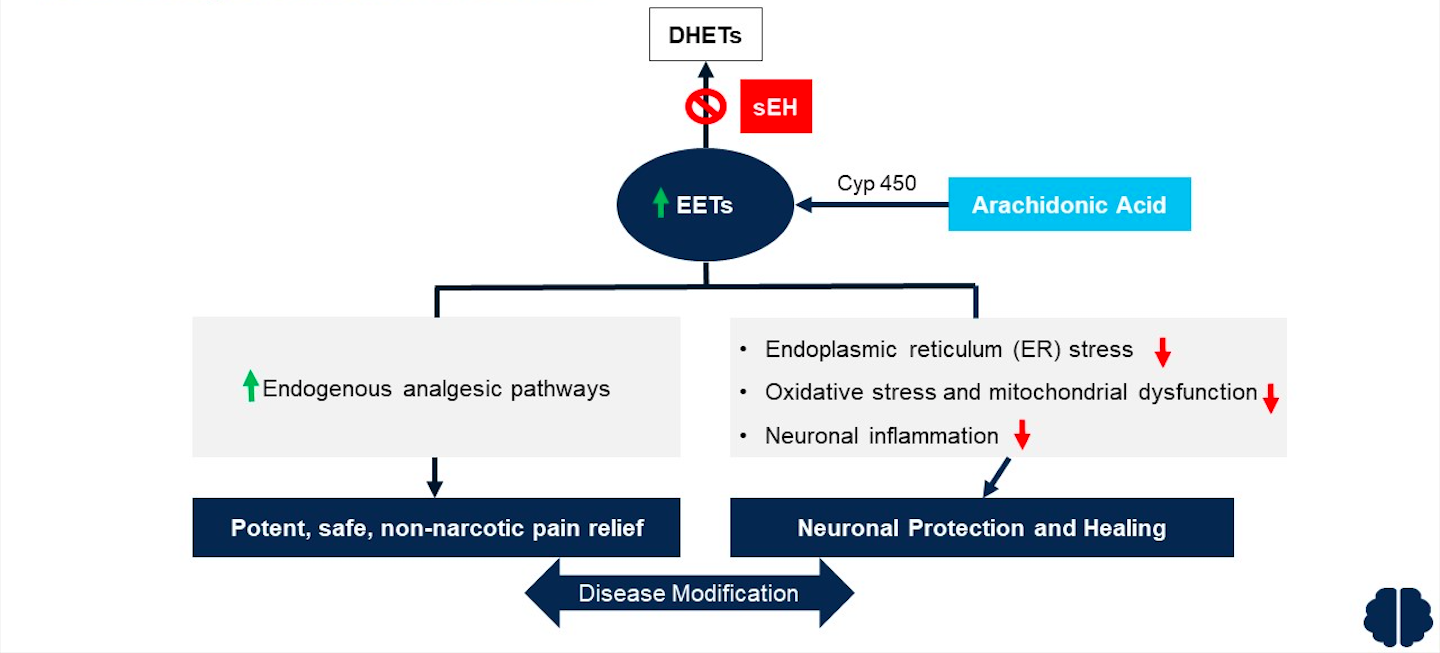 DHETs
sEH
EETs
Cyp 450
Arachidonic Acid
Endogenous analgesic pathways
• Endoplasmic reticulum (ER) stress
• Oxidative stress and mitochondrial dysfunction
• Neuronal inflammation
Potent, safe, non-narcotic pain relief
Neuronal Protection and Healing
Disease Modification